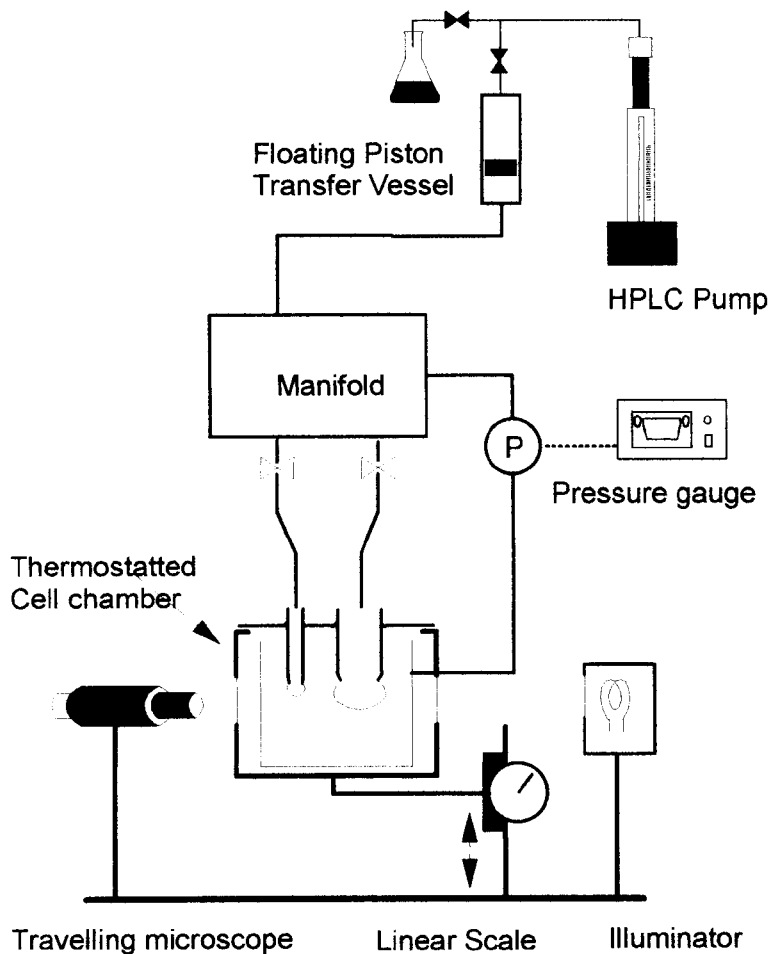 Floating Piston
Transfer Vessel
HPLC Pump
Manifold
P
Pressure gauge
Thermostatted
Cell chamber
Travelling microscope
Linear Scale
Illuminator